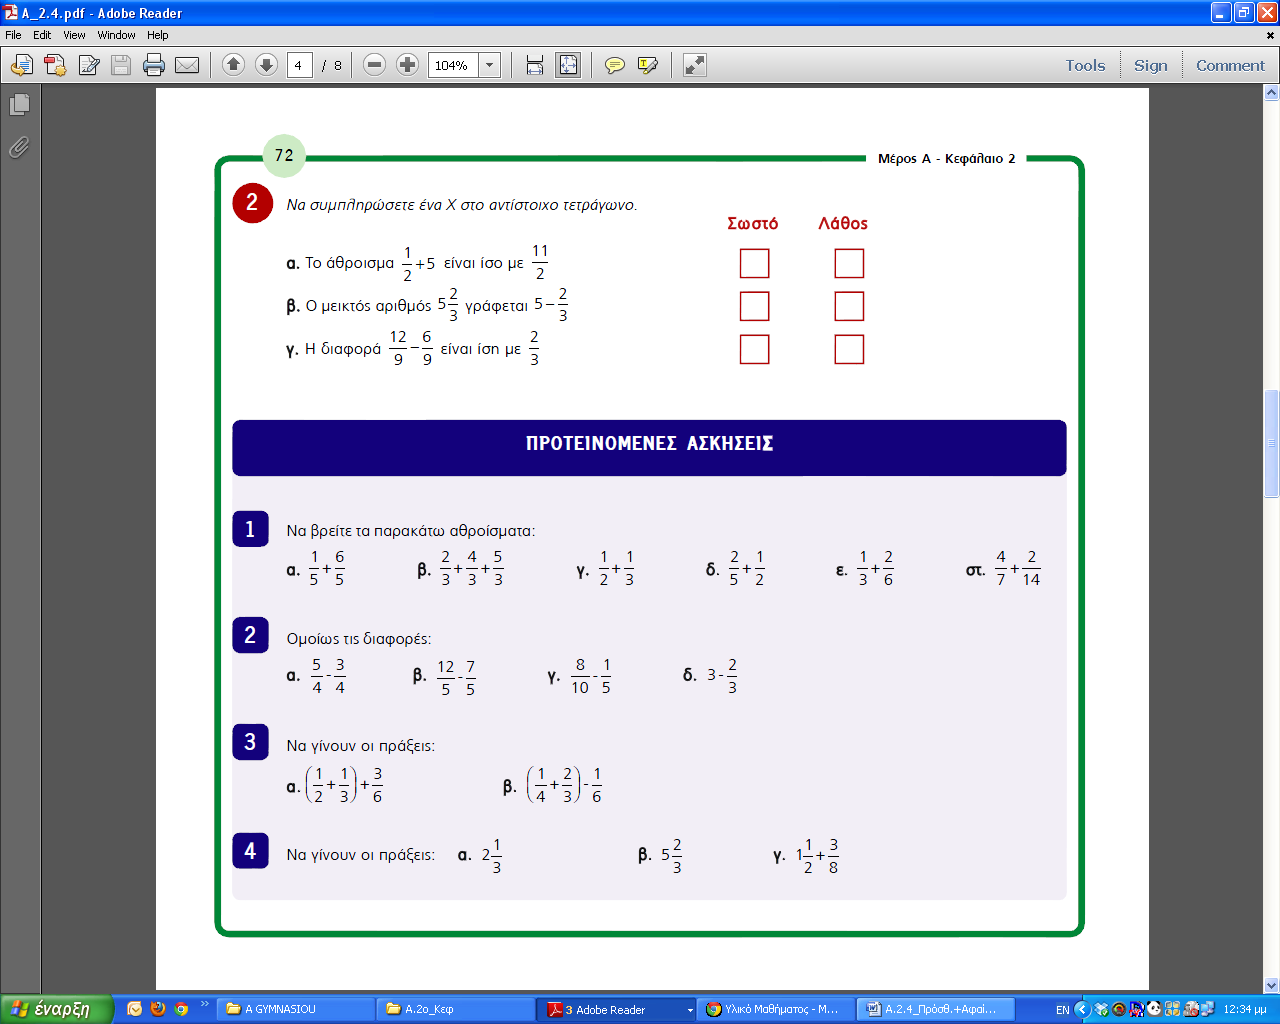 A_2.4.pdf - Adobe Reader
File Edit View Window Help
4 / 8 104% Tools Sign Comment
72 Μέρος Α - Κεφάλαιο 2
2 Να συμπληρώσετε ένα Χ στο αντίστοιχο τετράγωνο.
Σωστό Λάθος
α. Το άθροισμα 1/2+5 είναι ίσο με 11/2
β. Ο μεικτός αριθμός 5 2/3 γράφεται 5−2/3
γ. Η διαφορά 12/9−6/9 είναι ίση με 2/3
ΠΡΟΤΕΙΝΟΜΕΝΕΣ ΑΣΚΗΣΕΙΣ
1 Να βρείτε τα παρακάτω αθροίσματα:
α. 1/5+6/5 β. 2/3+4/3+5/3 γ. 1/2+1/3 δ. 2/5+1/2 ε. 1/3+2/6 στ. 4/7+2/14
2 Ομοίως τις διαφορές:
α. 5/4-3/4 β. 12/5-7/5 γ. 8/10-1/5 δ. 3-2/3
3 Να γίνουν οι πράξεις:
α. (1/2+1/3)+3/6 β. (1/4+2/3)-1/6
4 Να γίνουν οι πράξεις: α. 2 1/3 β. 5 2/3 γ. 1 1/2+3/8
έναρξη A GYMNASIOU Α.2ο_Κεφ 3 Adobe Reader Υλικό Μαθήματος - Μ... Α.2.4_Πρόσθ.+Αφαί... EN 12:34 μμ